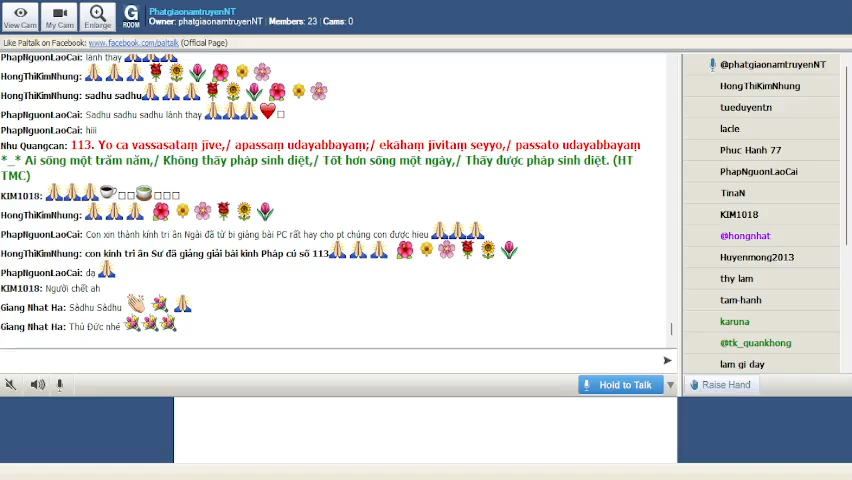 PhatgiaonamtruyenNT
Owner: phatgiaonamtruyenNT | Members: 23 | Cams: 0
View Cam
My Cam
Enlarge
G
ROOM
Like Paltalk on Facebook: www.facebook.com/paltalk (Official Page)
PhapNguonLaoCai: lành thay
HongThiKimNhung:
HongThiKimNhung: sadhu sadhu
PhapNguonLaoCai: Sadhu sadhu sadhu lành thay
PhapNguonLaoCai: hiii
Nhu Quangcan: 113. Yo ca vassasataṃ jīve,/ apassaṃ udayabbayaṃ;/ ekāhaṃ jīvitaṃ seyyo,/ passato udayabbayaṃ
*_* Ai sống một trăm năm,/ Không thấy pháp sinh diệt,/ Tốt hơn sống một ngày,/ Thấy được pháp sinh diệt. (HT
TMC)
KIM1018:
HongThiKimNhung:
PhapNguonLaoCai: Con xin thành kính tri ân Ngài đã từ bi giảng bài PC rất hay cho pt chúng con được hieu
HongThiKimNhung: con kính tri ân Sư đã giảng giải bài kinh Pháp cú số 113
PhapNguonLaoCai: dạ
KIM1018: Người chết ah
Giang Nhat Ha: Sàdhu Sàdhu
Giang Nhat Ha: Thủ Đức nhé
Hold to Talk
@phatgiaonamtruyenNT
HongThiKimNhung
tueduyentn
lacle
Phuc Hanh 77
PhapNguonLaoCai
TinaN
KIM1018
@hongnhat
Huyenmong2013
thy lam
tam-hanh
karuna
@tk_quankhong
lam gi day
Raise Hand